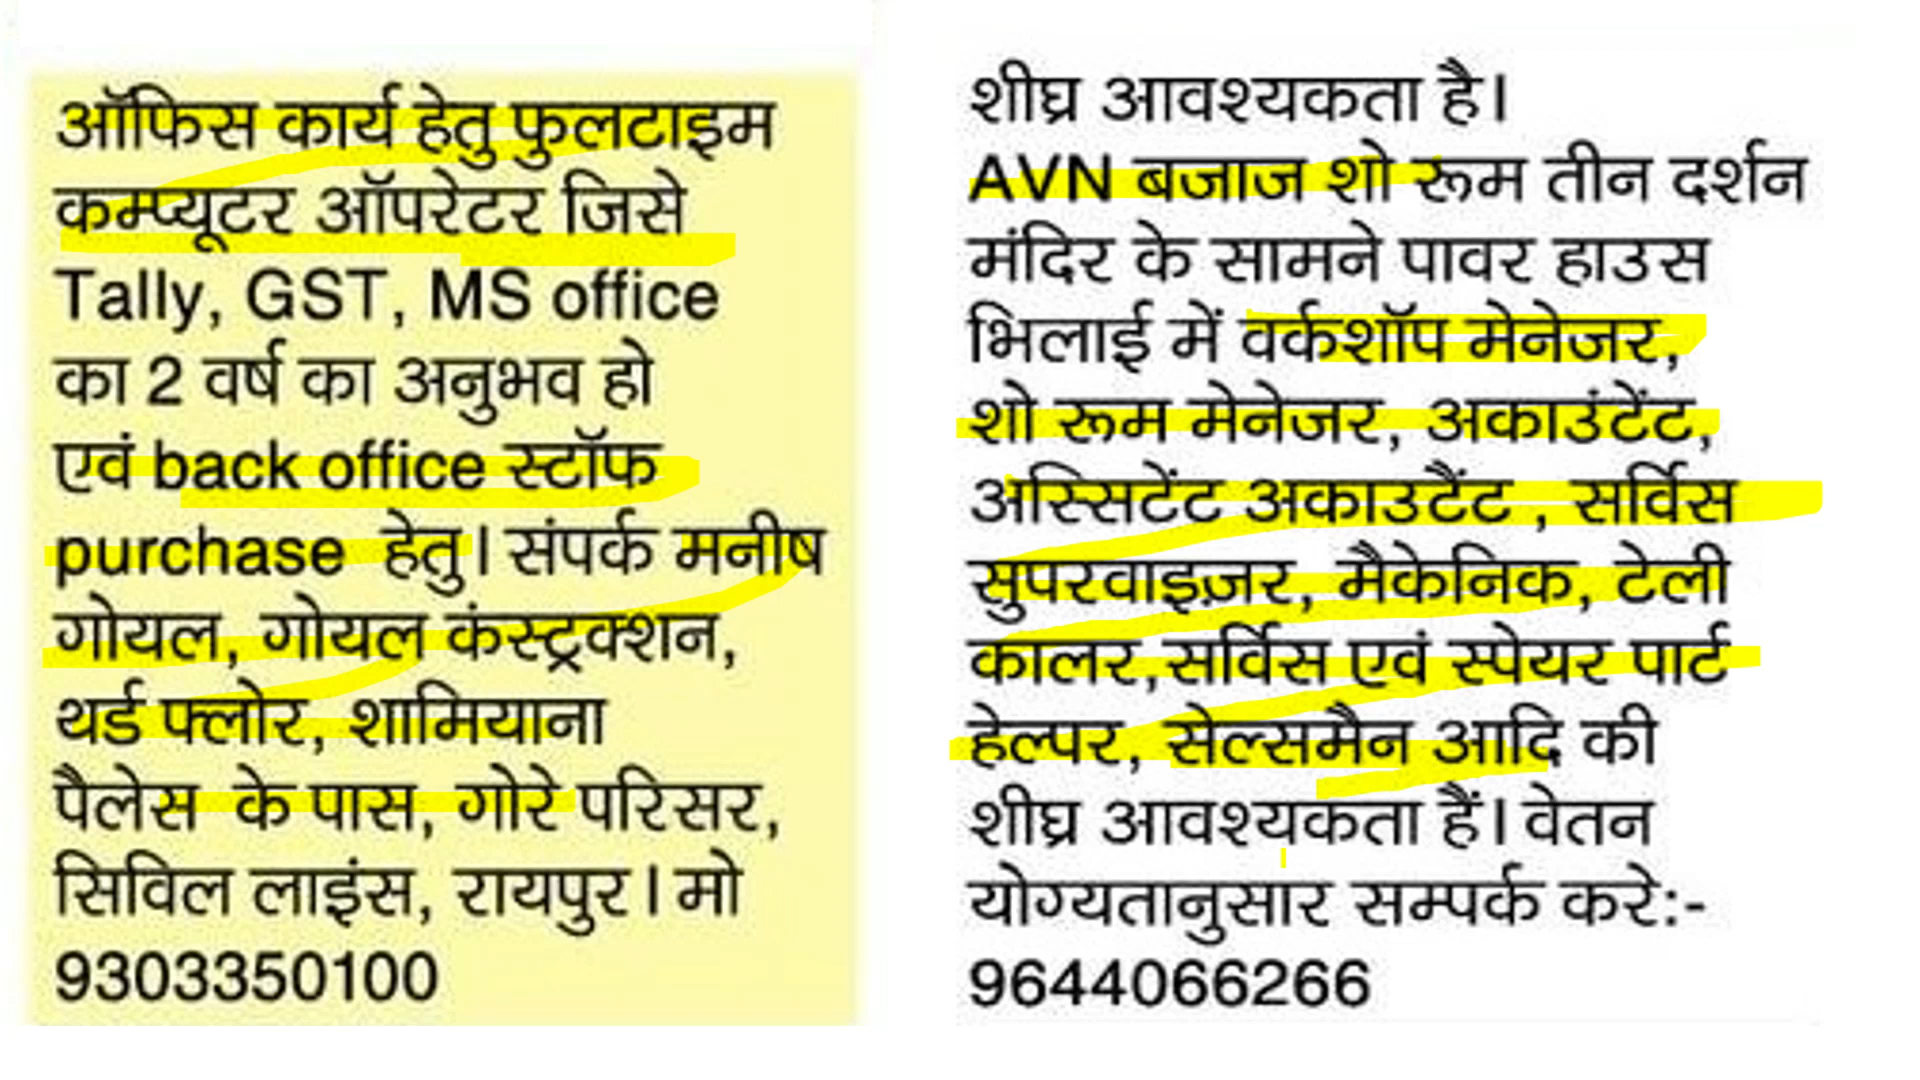 ऑफिस कार्य हेतु फुलटाइम
कम्प्यूटर ऑपरेटर जिसे
Tally, GST, MS office
का 2 वर्ष का अनुभव हो
एवं back office स्टॉफ
purchase हेतु। संपर्क मनीष
गोयल, गोयल कंस्ट्रक्शन,
थर्ड फ्लोर, शामियाना
पैलेस के पास, गोरे परिसर,
सिविल लाइंस, रायपुर। मो
9303350100
शीघ्र आवश्यकता है।
AVN बजाज शो रूम तीन दर्शन
मंदिर के सामने पावर हाउस
भिलाई में वर्कशॉप मेनेजर,
शो रूम मेनेजर, अकाउंटेंट,
अस्सिटेंट अकाउटैंट , सर्विस
सुपरवाइज़र, मैकेनिक, टेली
कालर,सर्विस एवं स्पेयर पार्ट
हेल्पर, सेल्समैन आदि की
शीघ्र आवश्यकता हैं। वेतन
योग्यतानुसार सम्पर्क करे:-
9644066266